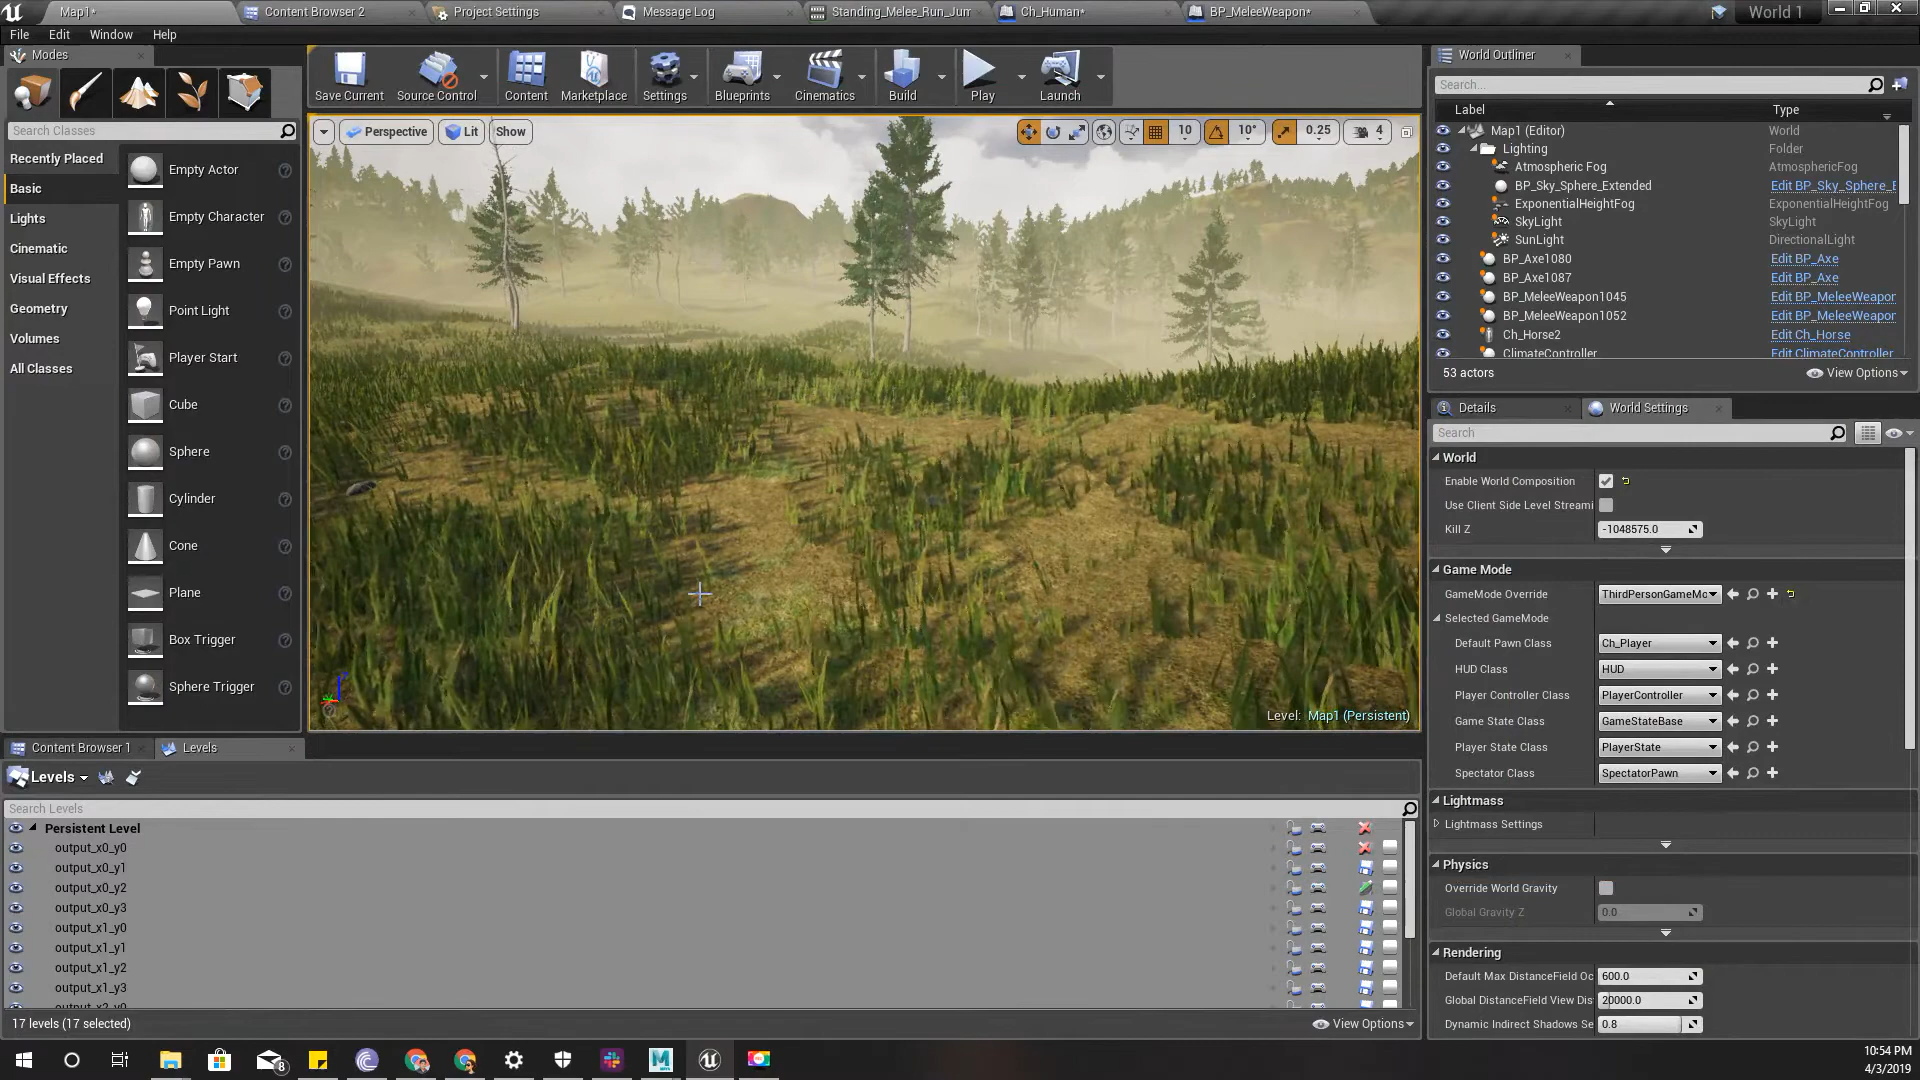 Map1*
Content Browser 2
Project Settings
Message Log
Standing_Melee_Run_Jum
Ch_Human*
BP_MeleeWeapon*
World 1
File Edit Window Help
Modes
Search Classes
Recently Placed
Basic
Lights
Cinematic
Visual Effects
Geometry
Volumes
All Classes
Empty Actor
Empty Character
Empty Pawn
Point Light
Player Start
Cube
Sphere
Cylinder
Cone
Plane
Box Trigger
Sphere Trigger
Save Current
Source Control
Content
Marketplace
Settings
Blueprints
Cinematics
Build
Play
Launch
Perspective
Lit
Show
10
10°
0.25
4
Level: Map1 (Persistent)
World Outliner
Search...
Label Type
Map1 (Editor) World
Lighting Folder
Atmospheric Fog AtmosphericFog
BP_Sky_Sphere_Extended Edit BP_Sky_Sphere_E
ExponentialHeightFog ExponentialHeightFog
SkyLight SkyLight
SunLight DirectionalLight
BP_Axe1080 Edit BP_Axe
BP_Axe1087 Edit BP_Axe
BP_MeleeWeapon1045 Edit BP_MeleeWeapon
BP_MeleeWeapon1052 Edit BP_MeleeWeapon
Ch_Horse2 Edit Ch_Horse
ClimateController Edit ClimateController
53 actors
View Options
Details
World Settings
Search
World
Enable World Composition
Use Client Side Level Streami
Kill Z -1048575.0
Game Mode
GameMode Override ThirdPersonGameMo
Selected GameMode
Default Pawn Class Ch_Player
HUD Class HUD
Player Controller Class PlayerController
Game State Class GameStateBase
Player State Class PlayerState
Spectator Class SpectatorPawn
Lightmass
Lightmass Settings
Physics
Override World Gravity
Global Gravity Z 0.0
Rendering
Default Max DistanceField Oc 600.0
Global DistanceField View Dis 20000.0
Dynamic Indirect Shadows Se 0.8
Content Browser 1
Levels
Levels
Search Levels
Persistent Level
output_x0_y0
output_x0_y1
output_x0_y2
output_x0_y3
output_x1_y0
output_x1_y1
output_x1_y2
output_x1_y3
output_x2_y0
17 levels (17 selected)
View Options
8
10:54 PM
4/3/2019